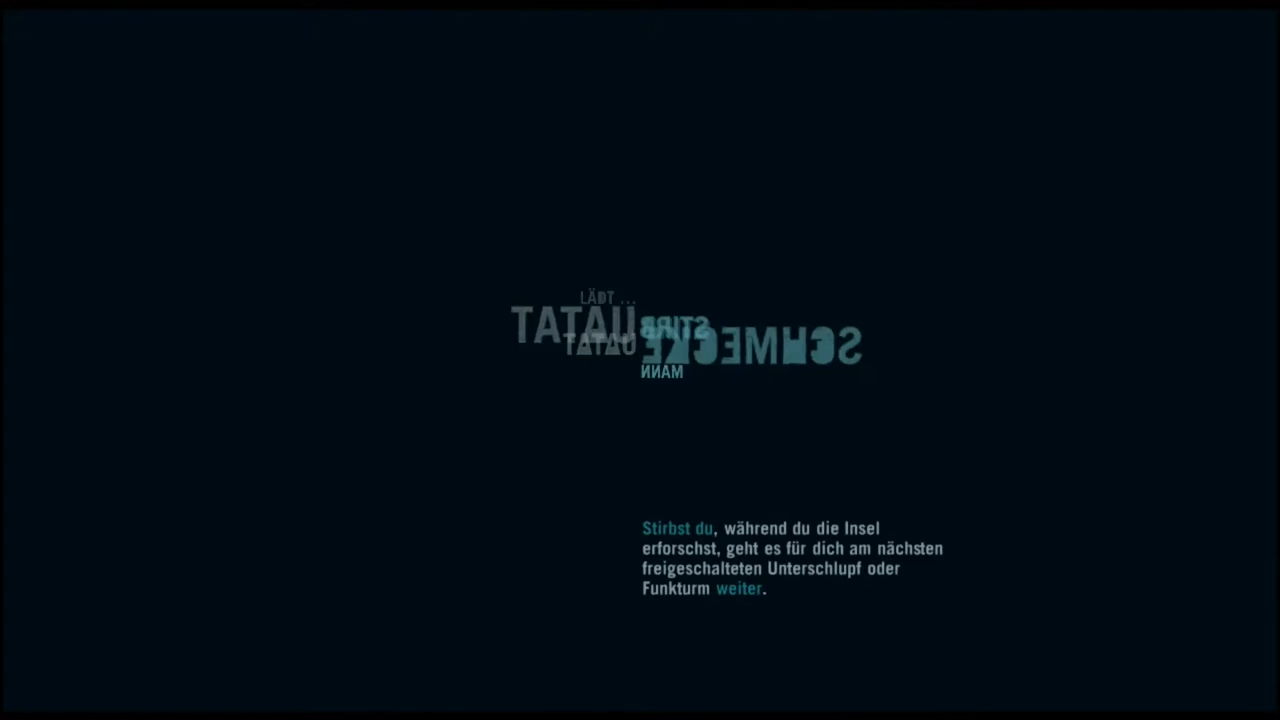 LÄDT ...
TATAU
TATAU
STIRB
SCHMECKE
MANN
Stirbst du, während du die Insel
erforschst, geht es für dich am nächsten
freigeschalteten Unterschlupf oder
Funkturm weiter.